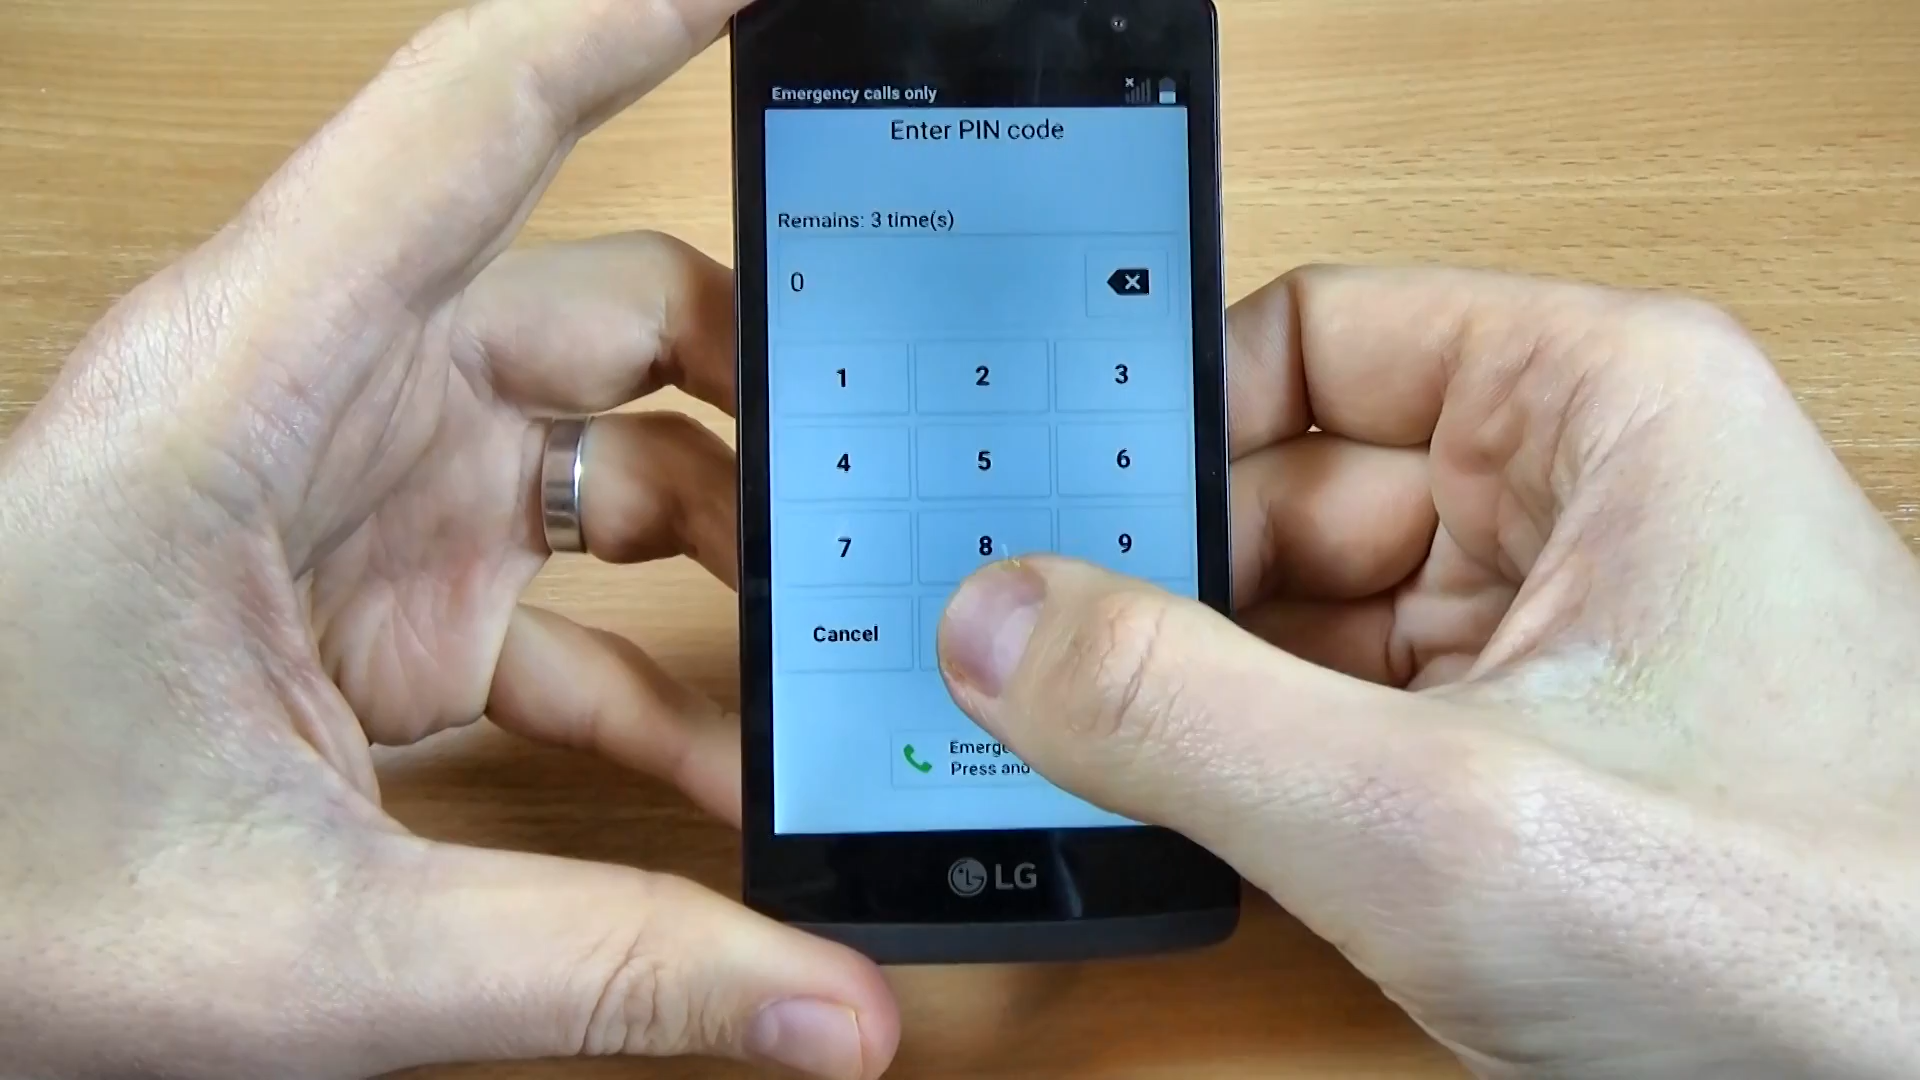 Emergency calls only
Enter PIN code
Remains: 3 time(s)
0
1 2 3
4 5 6
7 8 9
Cancel
Press and
LG